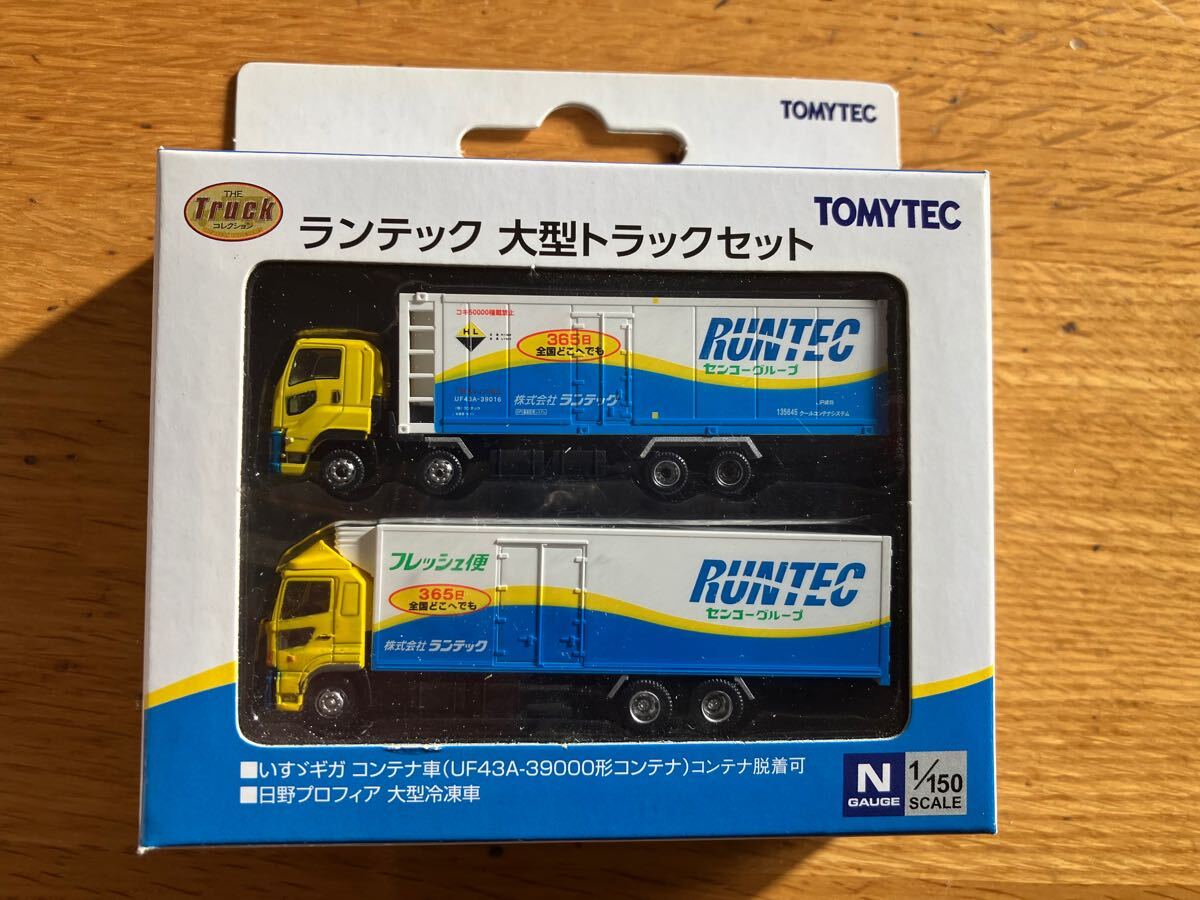 TOMYTEC
THE
Truck
コレクション
ランテック 大型トラックセット
TOMYTEC
コキ50000積載禁止
HL
365日
全国どこへでも
RUNTEC
センコーグループ
UF43A-39016
株式会社 ランテック
135645 クールコンテナシステム
フレッシュ便
365日
全国どこへでも
RUNTEC
センコーグループ
株式会社 ランテック
■いすゞギガ コンテナ車(UF43A-39000形コンテナ)コンテナ脱着可
■日野プロフィア 大型冷凍車
N
GAUGE
1/150
SCALE